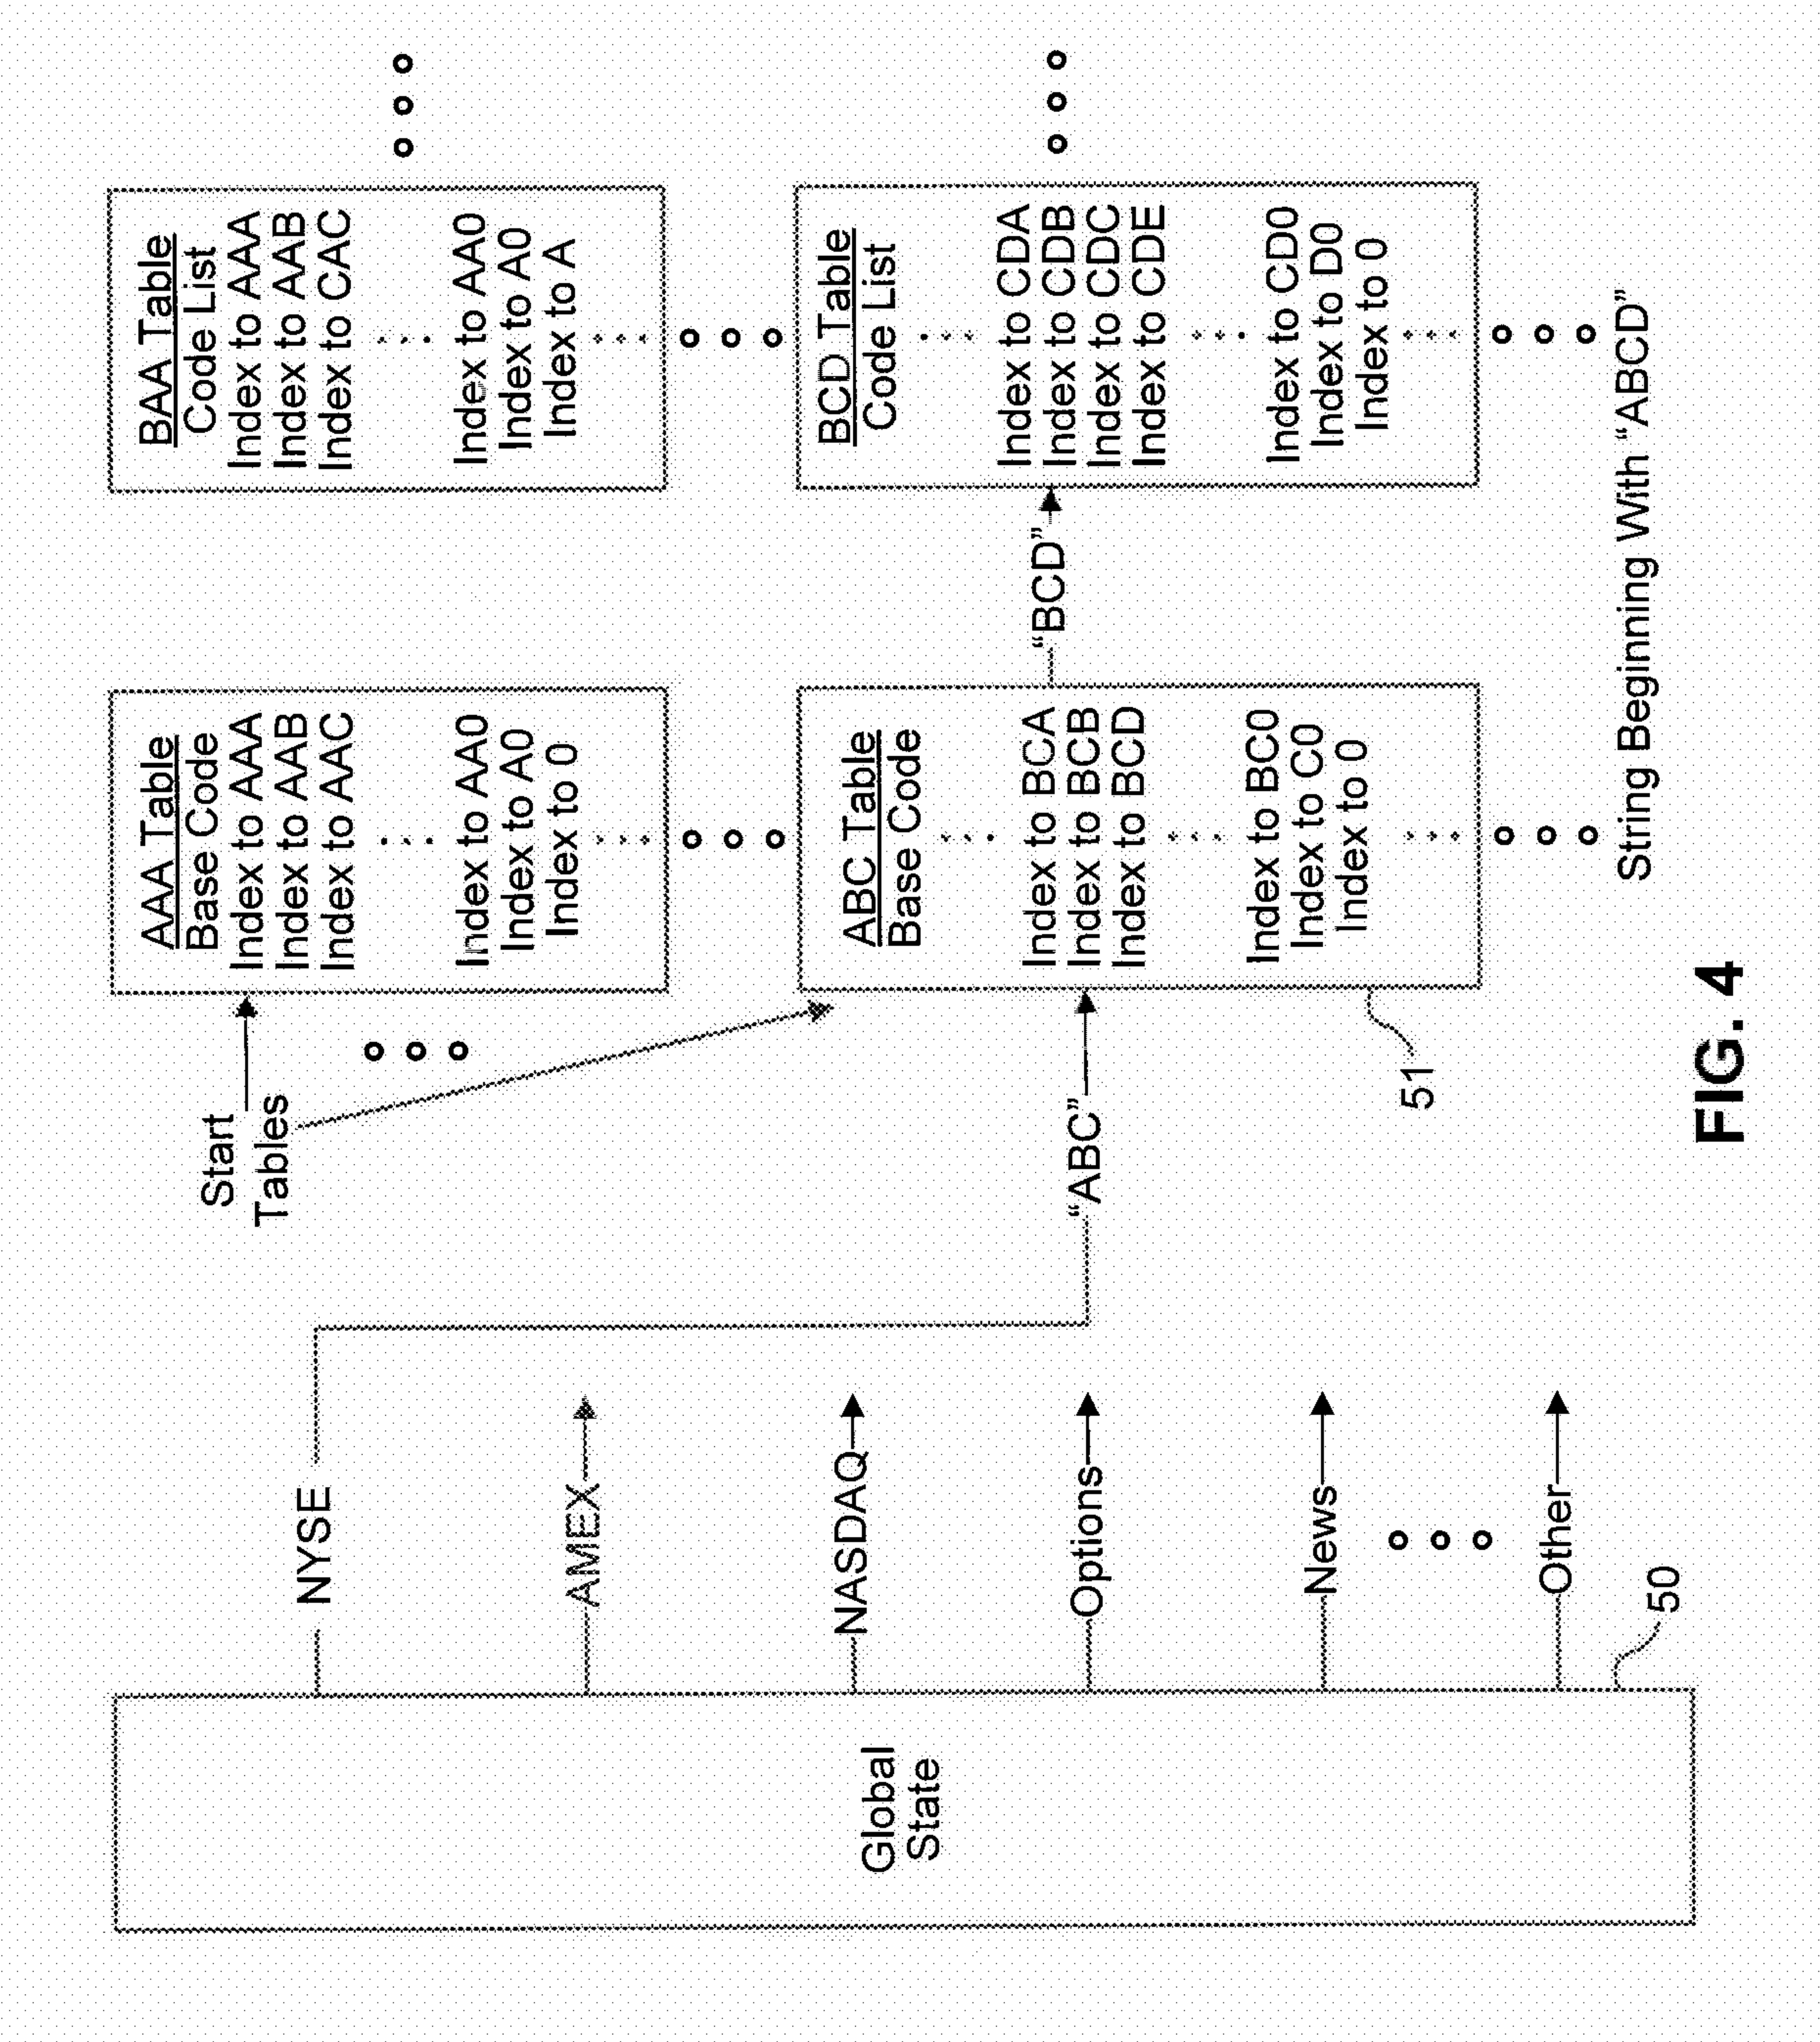 Global
State
50
NYSE
AMEX
NASDAQ
Options
News
Other
Start
Tables
“ABC”
51
AAA Table
Base Code
Index to AAA
Index to AAB
Index to AAC
Index to AA0
Index to A0
Index to 0
ABC Table
Base Code
Index to BCA
Index to BCB
Index to BCD
Index to BC0
Index to C0
Index to 0
“BCD”
BAA Table
Code List
Index to AAA
Index to AAB
Index to CAC
Index to AA0
Index to A0
Index to A
BCD Table
Code List
Index to CDA
Index to CDB
Index to CDC
Index to CDE
Index to CD0
Index to D0
Index to 0
String Beginning With “ABCD”
FIG. 4